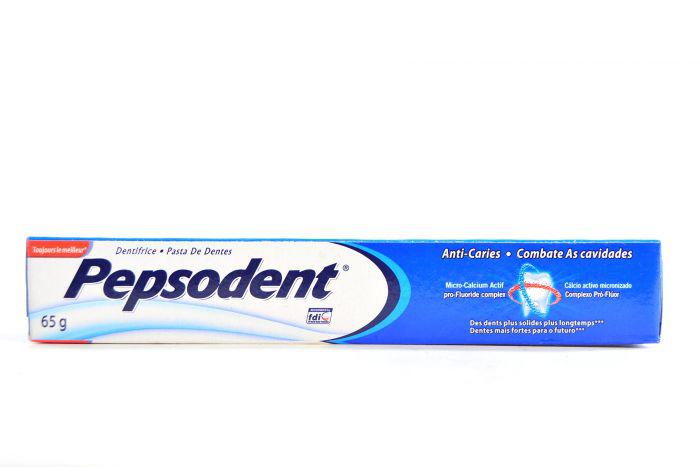 Toujours le meilleur*
Dentifrice • Pasta De Dentes
Pepsodent®
65 g
fdi
Anti-Caries • Combate As cavidades
Micro-Calcium Actif
pro-Fluoride complex
Cálcio activo micronizado
Complexo Pró-Flúor
Des dents plus solides plus longtemps***
Dentes mais fortes para o futuro***